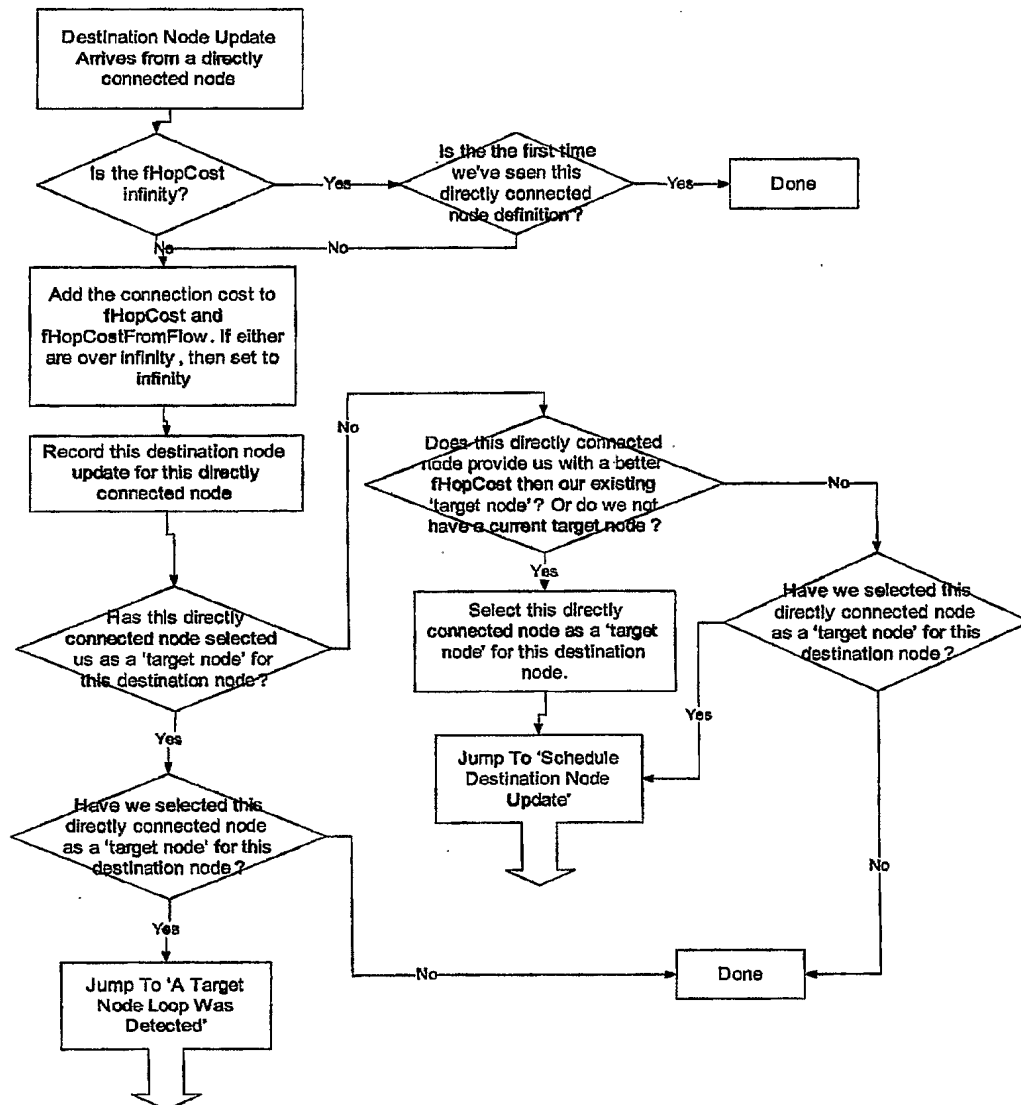 Destination Node Update
Arrives from a directly
connected node
Is the fHopCost
infinity?
Yes
Is the the first time
we've seen this
directly connected
node definition?
Yes
Done
No
No
Add the connection cost to
fHopCost and
fHopCostFromFlow. If either
are over infinity, then set to
infinity
Record this destination node
update for this directly
connected node
Has this directly
connected node selected
us as a 'target node' for
this destination node?
No
Does this directly connected
node provide us with a better
fHopCost then our existing
'target node'? Or do we not
have a current target node?
No
Yes
Select this directly
connected node as a 'target
node' for this destination
node.
Have we selected this
directly connected node
as a 'target node' for this
destination node?
Yes
Jump To 'Schedule
Destination Node
Update'
No
Yes
Have we selected this
directly connected node
as a 'target node' for this
destination node?
Yes
No
Done
Jump To 'A Target
Node Loop Was
Detected'